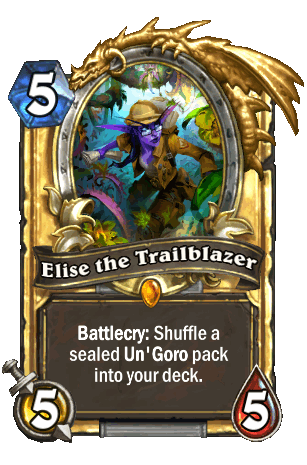 5
Elise the Trailblazer
Battlecry: Shuffle a
sealed Un'Goro pack
into your deck.
5
5